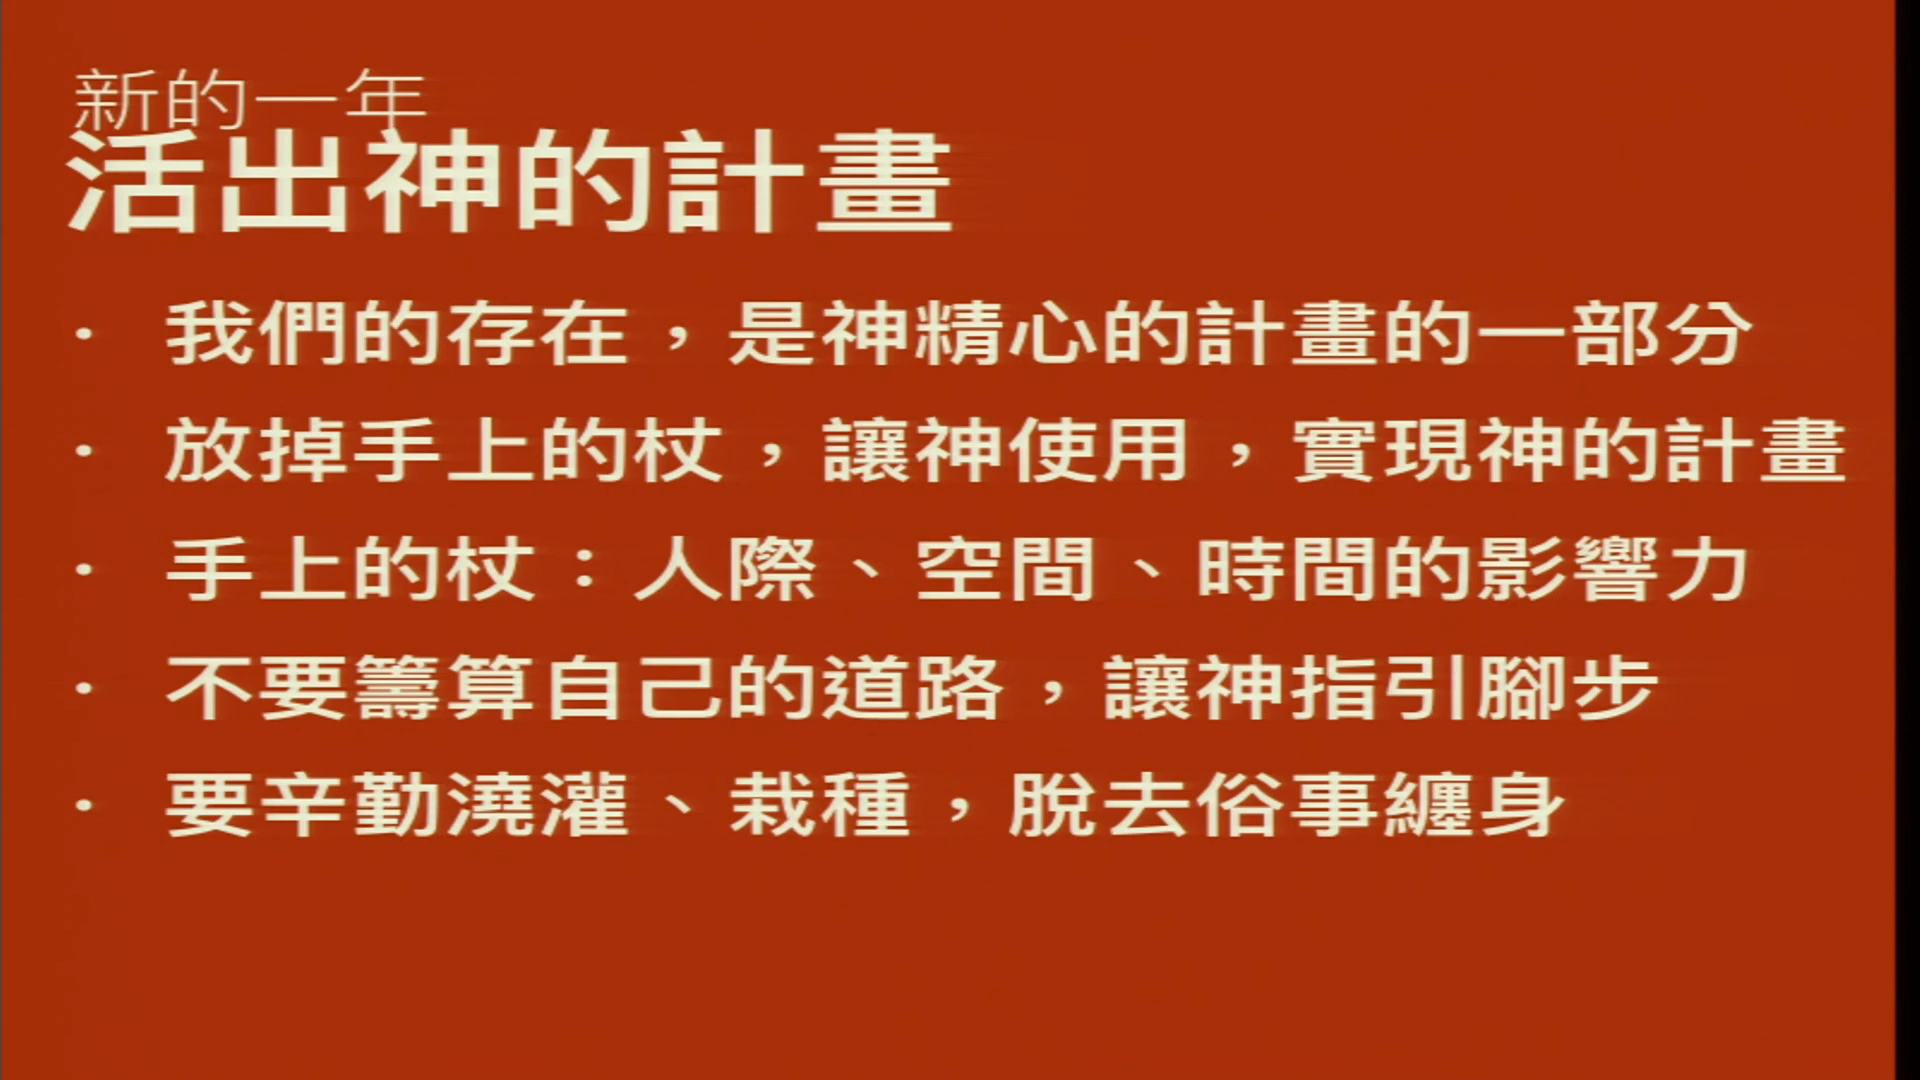 新的一年
活出神的計畫
· 我們的存在，是神精心的計畫的一部分
· 放掉手上的杖，讓神使用，實現神的計畫
· 手上的杖：人際、空間、時間的影響力
· 不要籌算自己的道路，讓神指引腳步
· 要辛勤澆灌、栽種，脫去俗事纏身